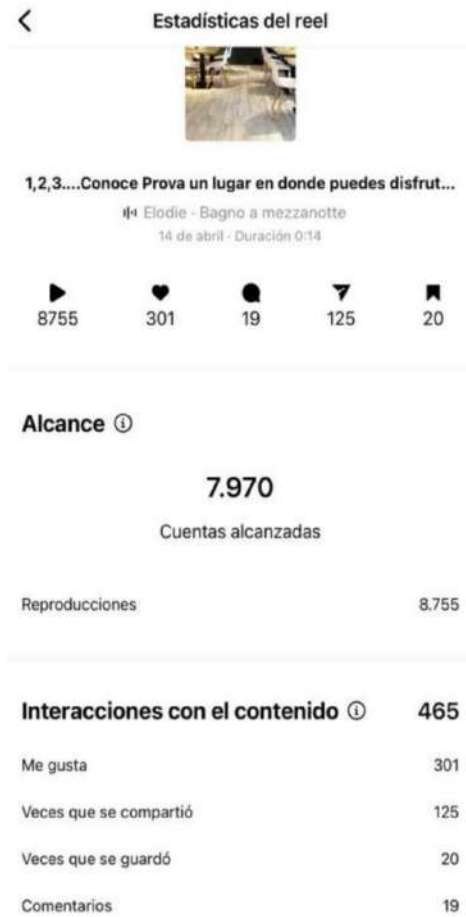 Estadísticas del reel
1,2,3....Conoce Prova un lugar en donde puedes disfrut...
Elodie - Bagno a mezzanotte
14 de abril - Duración 0:14
8755 301 19 125 20
Alcance
7.970
Cuentas alcanzadas
Reproducciones 8.755
Interacciones con el contenido 465
Me gusta 301
Veces que se compartió 125
Veces que se guardó 20
Comentarios 19